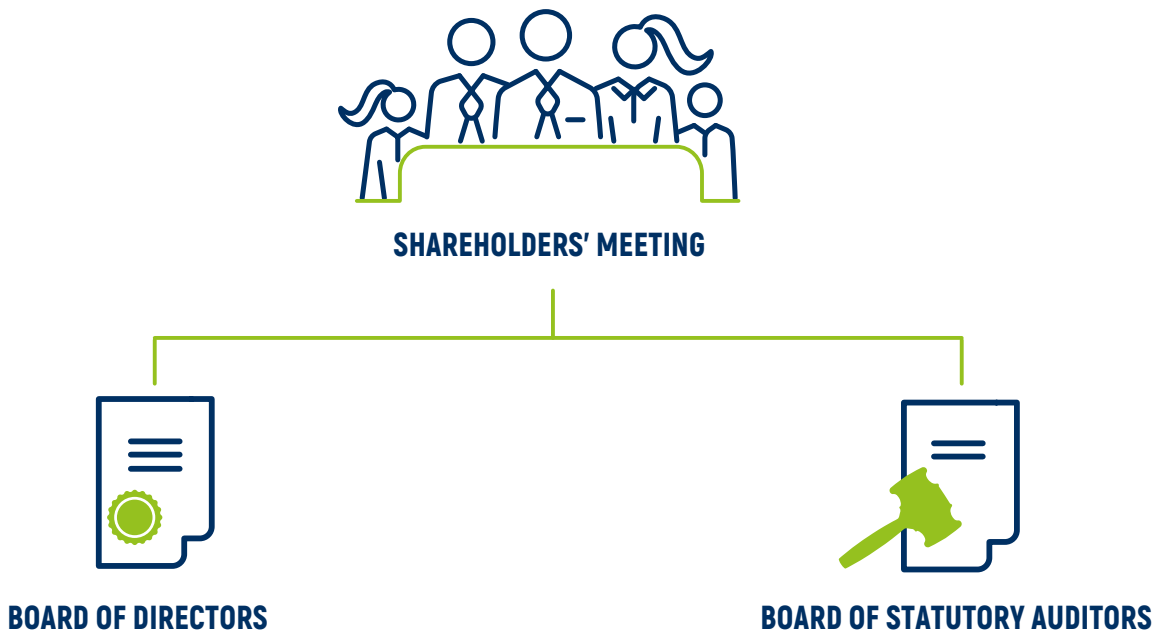 SHAREHOLDERS’ MEETING
BOARD OF DIRECTORS
BOARD OF STATUTORY AUDITORS